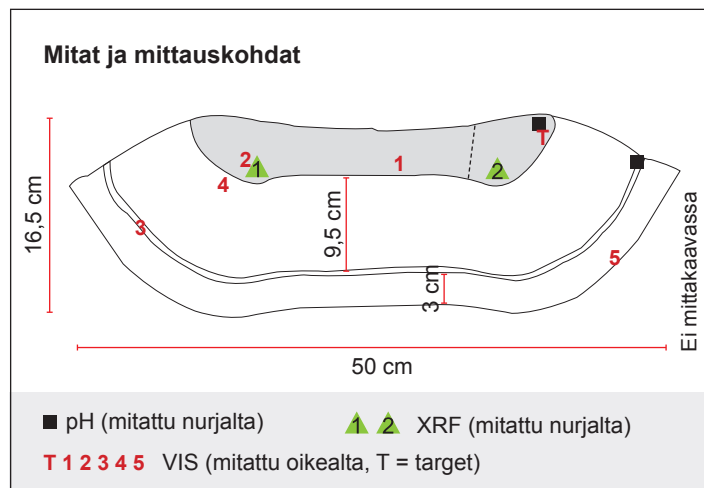 Mitat ja mittauskohdat
16,5 cm
2
1
4
1
2
T
3
9,5 cm
5
3 cm
Ei mittakaavassa
50 cm
pH (mitattu nurjalta)
1 2 XRF (mitattu nurjalta)
T 1 2 3 4 5 VIS (mitattu oikealta, T = target)